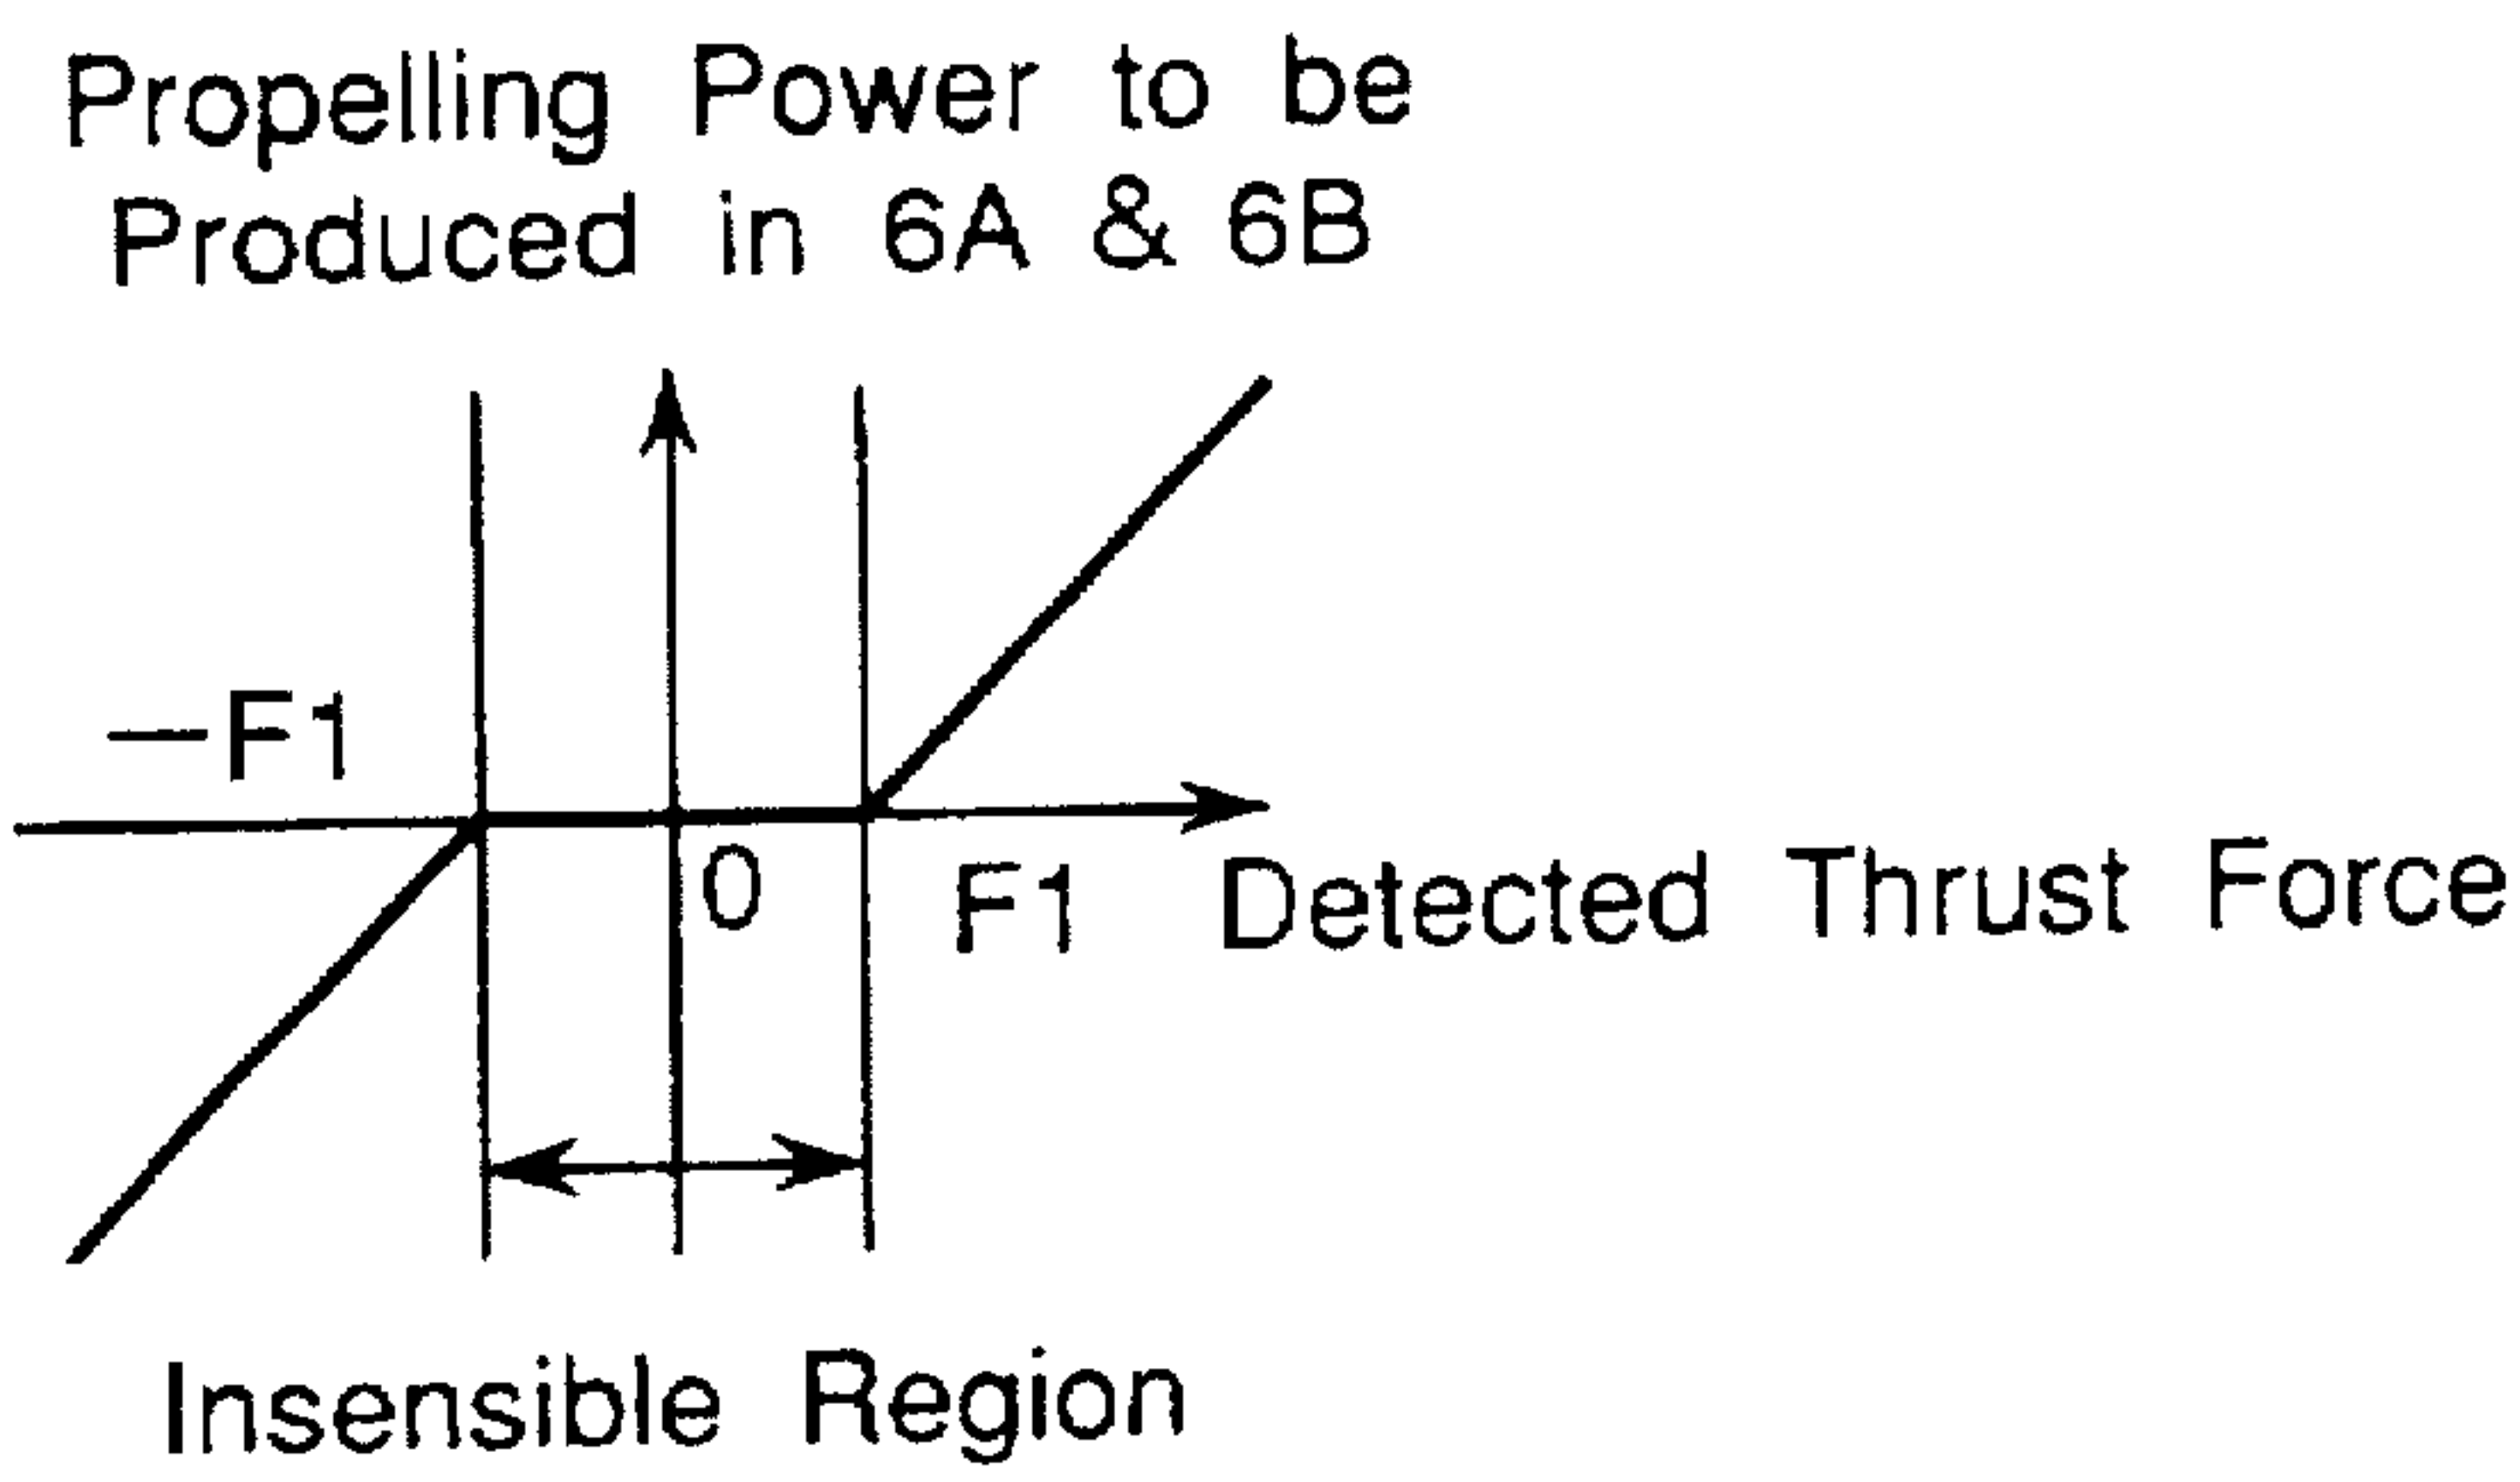 Propelling Power to be
Produced in 6A & 6B
—F1
0
F1 Detected Thrust Force
Insensible Region